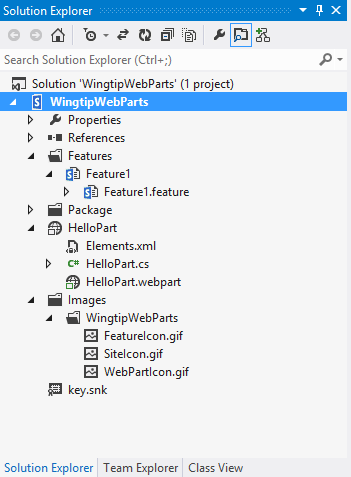 Solution Explorer
Search Solution Explorer (Ctrl+;)
Solution 'WingtipWebParts' (1 project)
WingtipWebParts
Properties
References
Features
Feature1
Feature1.feature
Package
HelloPart
Elements.xml
C# HelloPart.cs
HelloPart.webpart
Images
WingtipWebParts
FeatureIcon.gif
SiteIcon.gif
WebPartIcon.gif
key.snk
Solution Explorer Team Explorer Class View